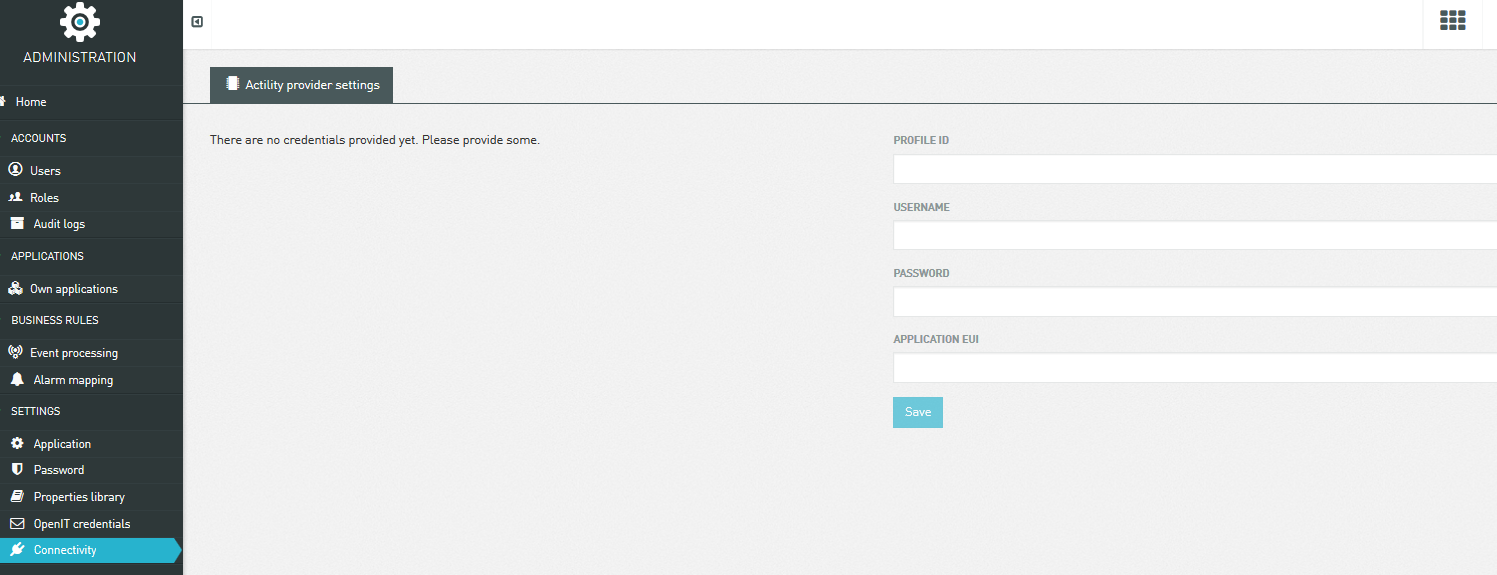 ADMINISTRATION
Home
ACCOUNTS
Users
Roles
Audit logs
APPLICATIONS
Own applications
BUSINESS RULES
Event processing
Alarm mapping
SETTINGS
Application
Password
Properties library
OpenIT credentials
Connectivity
Actility provider settings
There are no credentials provided yet. Please provide some.
PROFILE ID
USERNAME
PASSWORD
APPLICATION EUI
Save